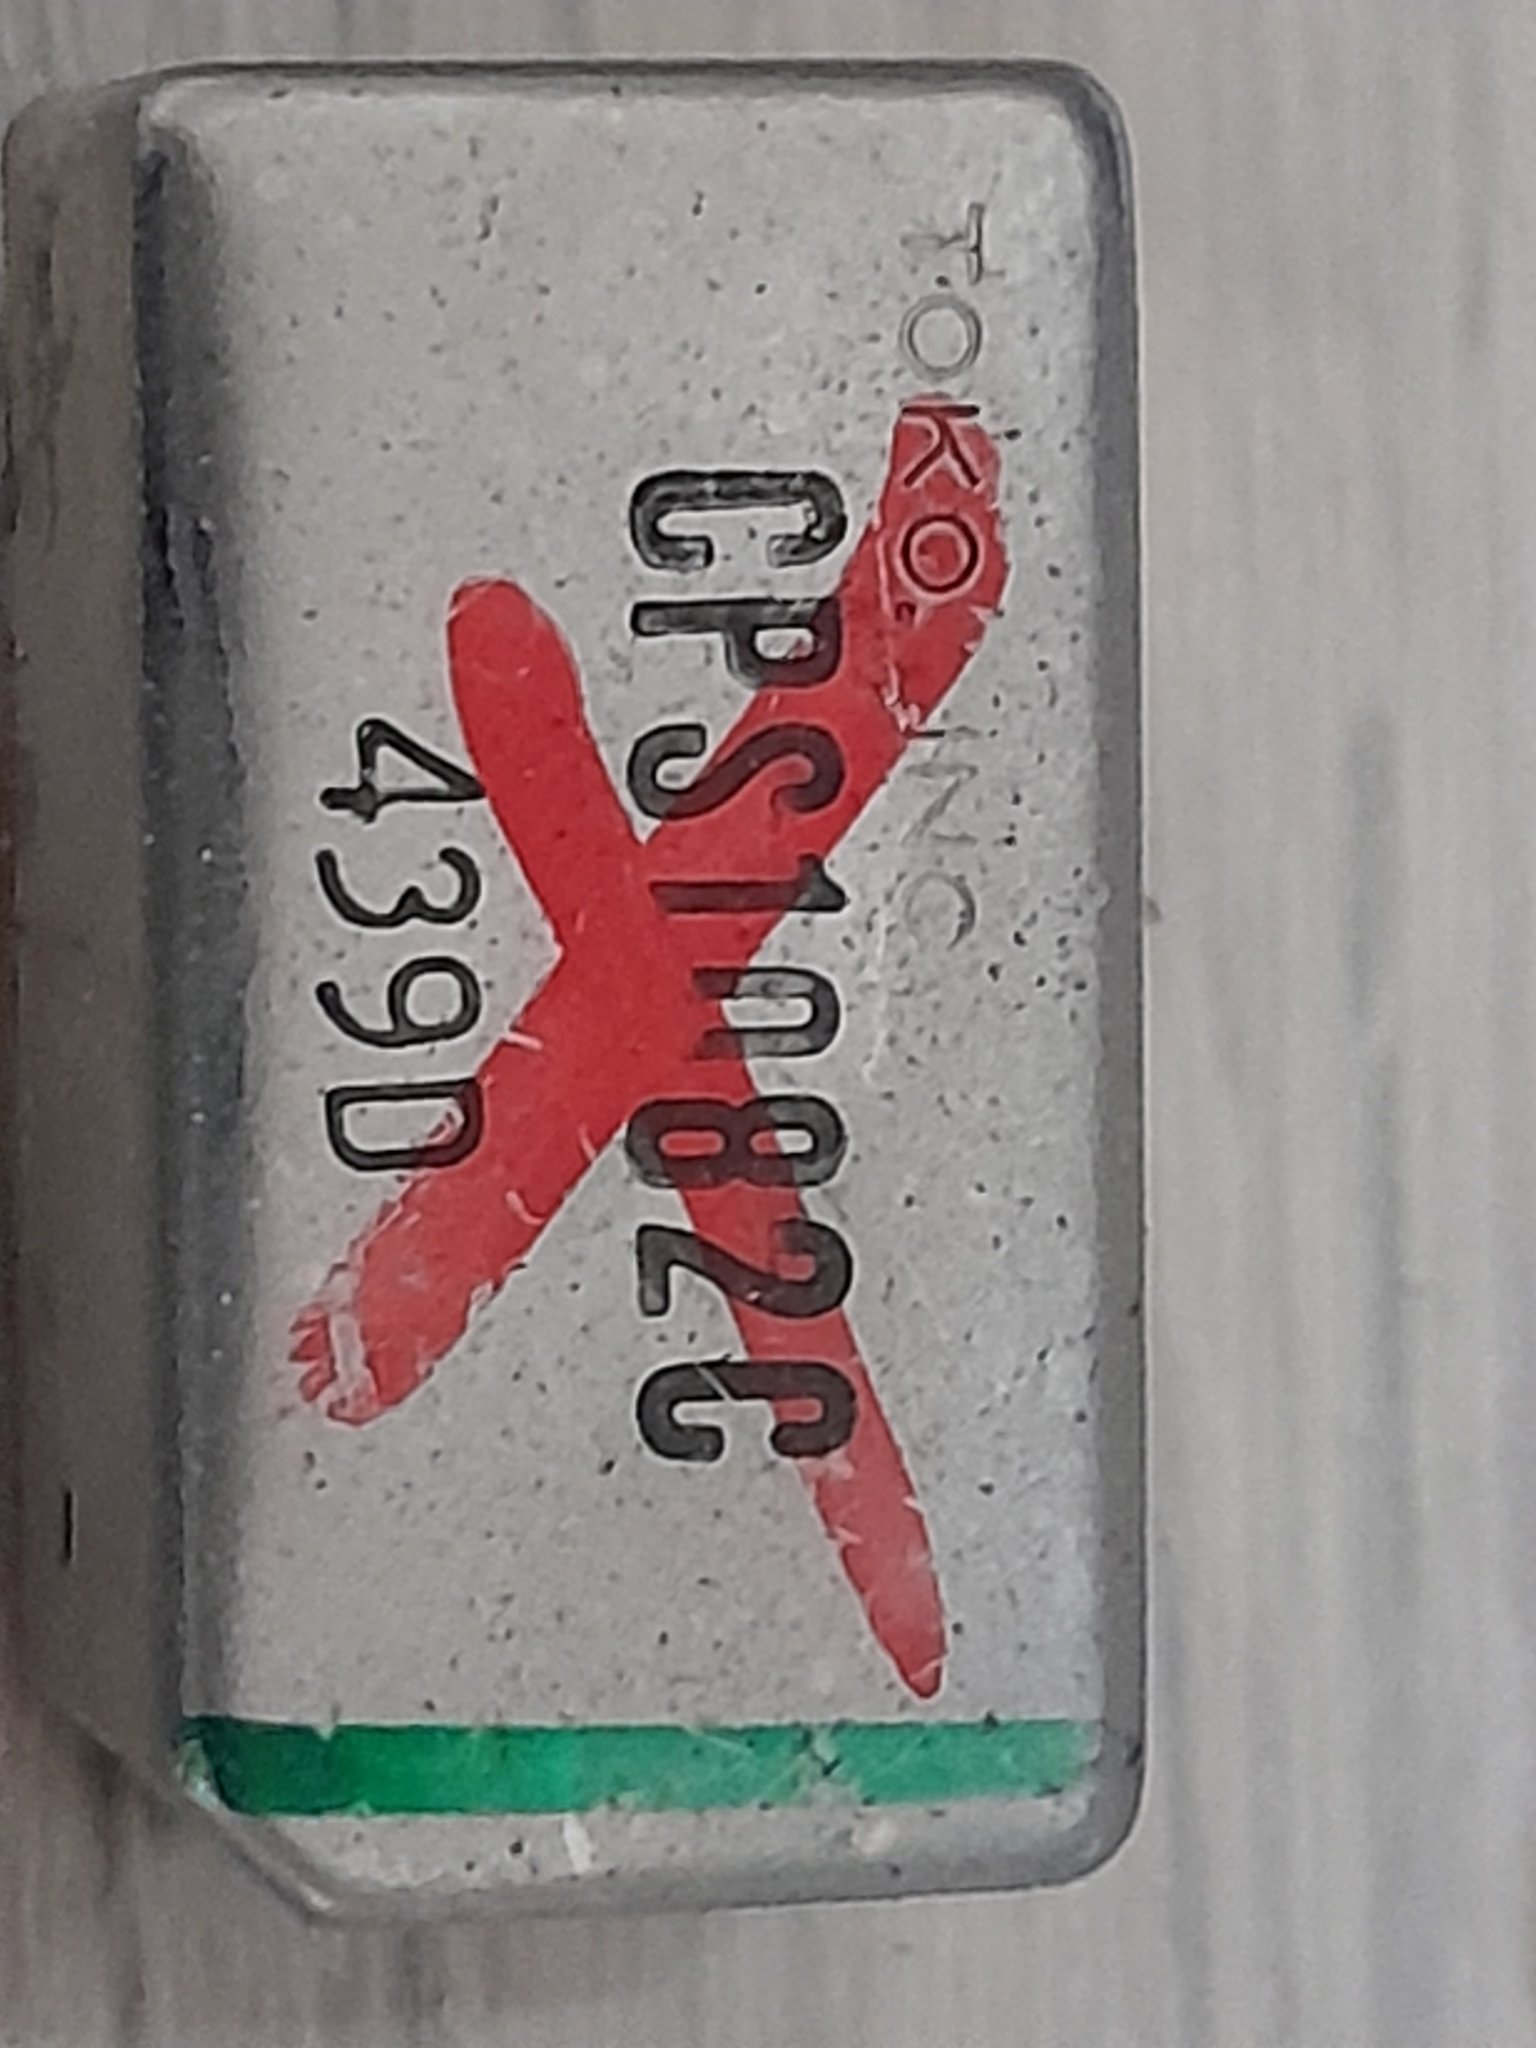 TOKO, INC
CPS1082C
439D